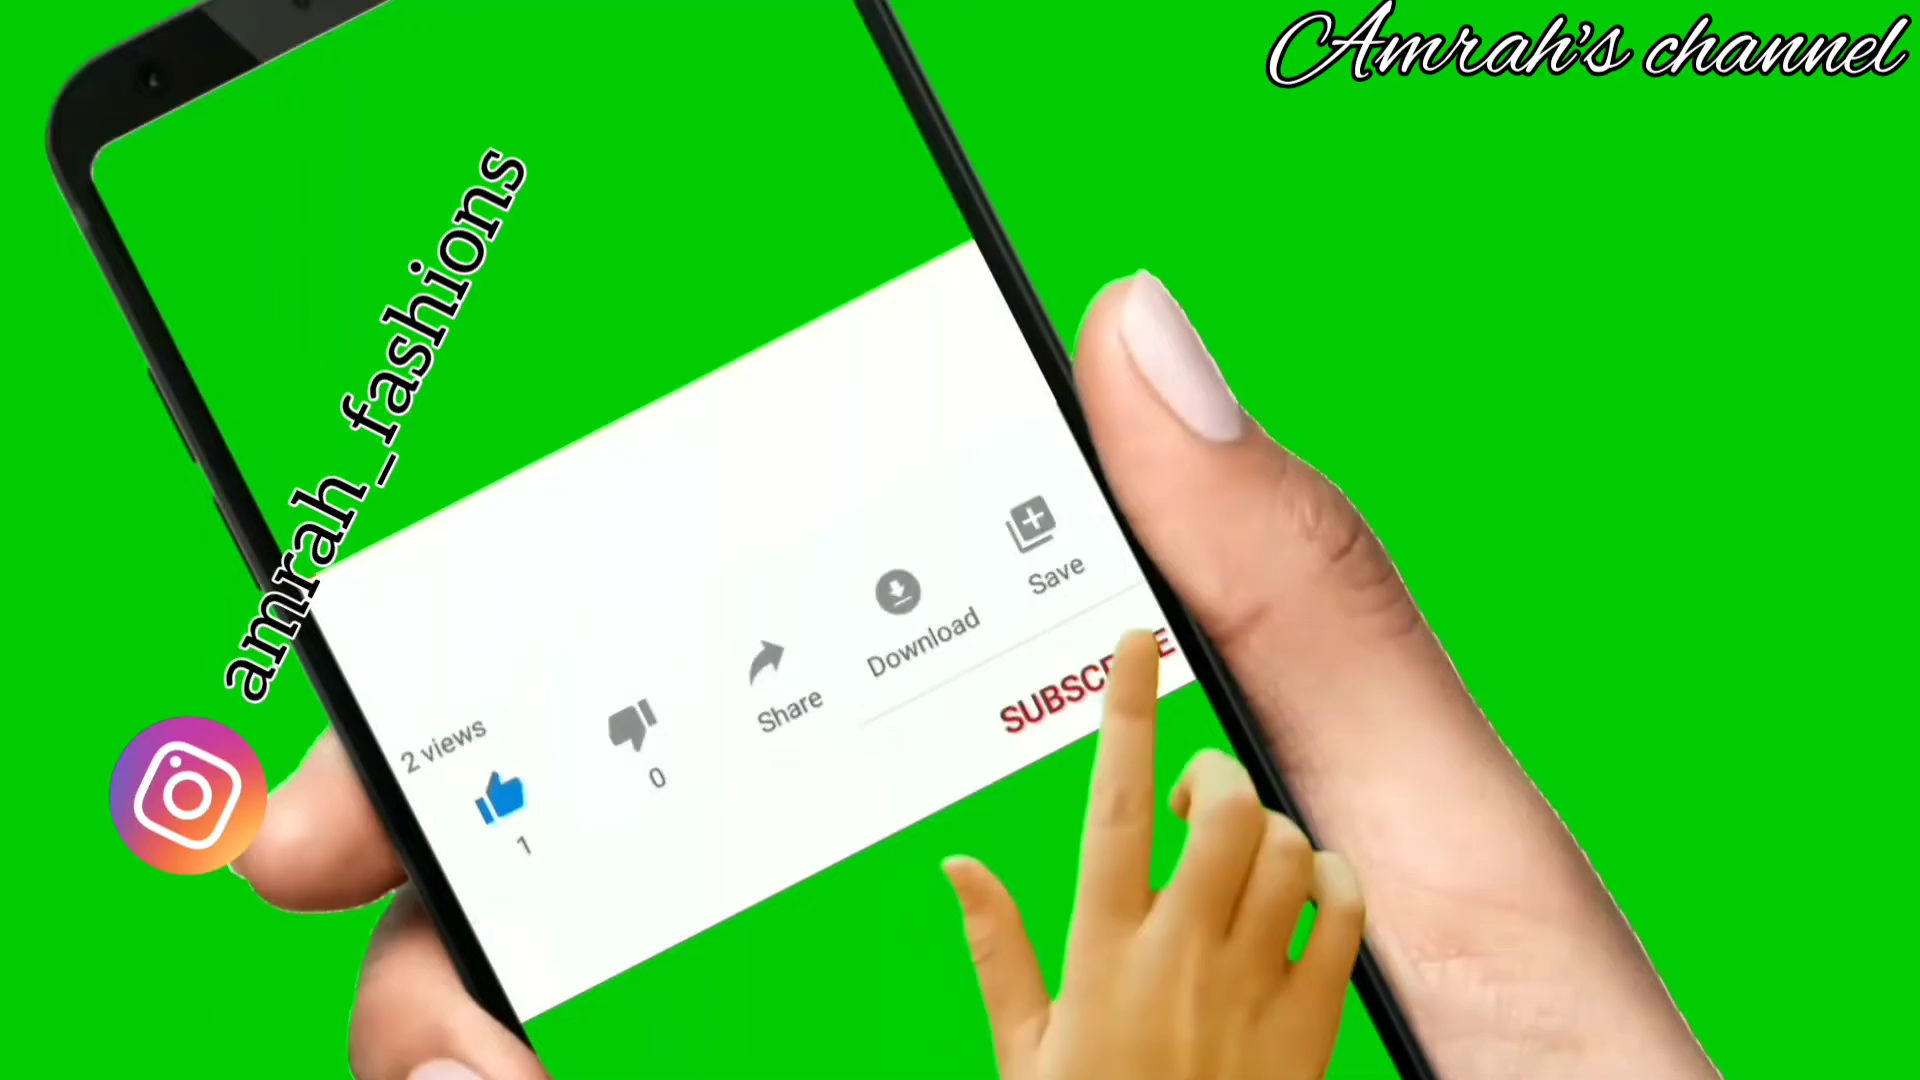 Amrah's channel
amrah_fashions
2 views
1
0
Share
Download
Save